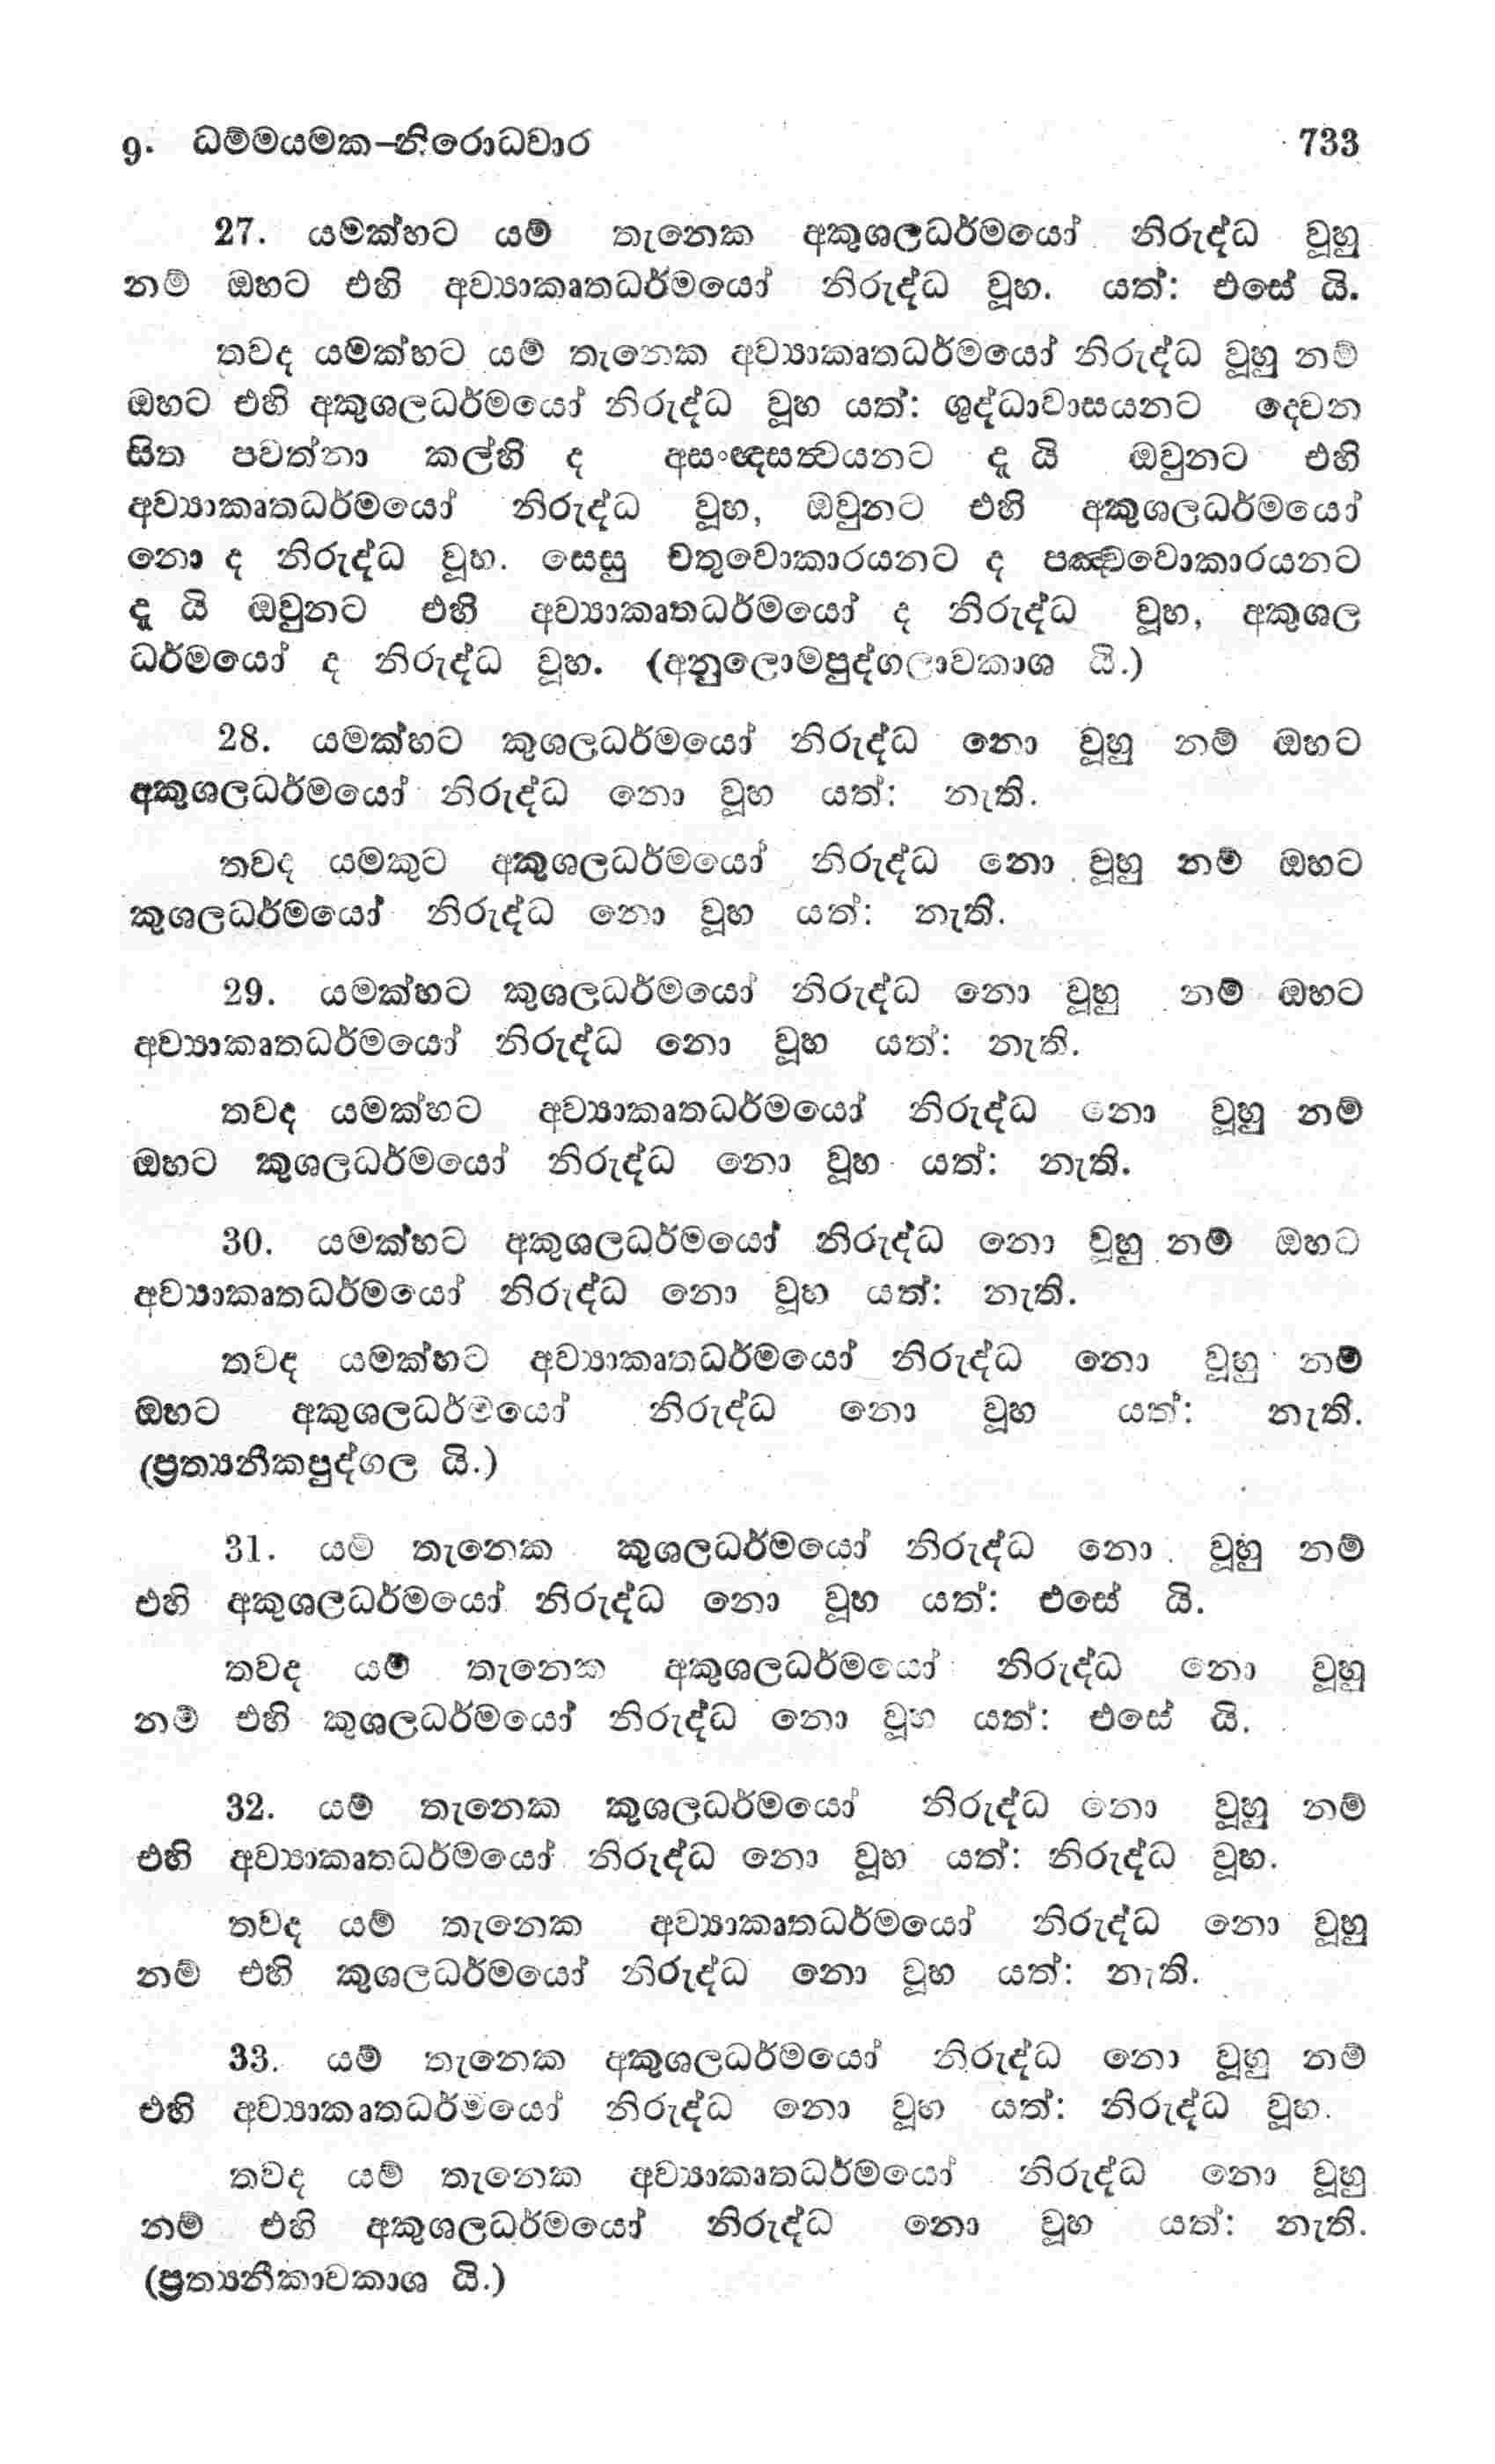 9. ධම්මයමක–නිරොධවාර 733
27. යමක්හට යම් තැනෙක අකුශලධර්මයෝ නිරුද්ධ වූහු
නම් ඔහට එහි අව්‍යාකෘතධර්මයෝ නිරුද්ධ වූහ. යත්: එසේ යි.
තවද යමක්හට යම් තැනෙක අව්‍යාකෘතධර්මයෝ නිරුද්ධ වූහු නම්
ඔහට එහි අකුශලධර්මයෝ නිරුද්ධ වූහ යත්: ශුද්ධාවාසයනට දෙවන
සිත පවත්නා කල්හි ද අසංඥසත්‍වයනට දැ යි ඔවුනට එහි
අව්‍යාකෘතධර්මයෝ නිරුද්ධ වූහ, ඔවුනට එහි අකුශලධර්මයෝ
නො ද නිරුද්ධ වූහ. සෙසු චතුවොකාරයනට ද පඤ්චවොකාරයනට
දැ යි ඔවුනට එහි අව්‍යාකෘතධර්මයෝ ද නිරුද්ධ වූහ, අකුශල
ධර්මයෝ ද නිරුද්ධ වූහ. (අනුලොමපුද්ගලාවකාශ යි.)
28. යමක්හට කුශලධර්මයෝ නිරුද්ධ නො වූහු නම් ඔහට
අකුශලධර්මයෝ නිරුද්ධ නො වූහ යත්: නැති.
තවද යමකුට අකුශලධර්මයෝ නිරුද්ධ නො වූහු නම් ඔහට
කුශලධර්මයෝ නිරුද්ධ නො වූහ යත්: නැති.
29. යමක්හට කුශලධර්මයෝ නිරුද්ධ නො වූහු නම් ඔහට
අව්‍යාකෘතධර්මයෝ නිරුද්ධ නො වූහ යත්: නැති.
තවද යමක්හට අව්‍යාකෘතධර්මයෝ නිරුද්ධ නො වූහු නම්
ඔහට කුශලධර්මයෝ නිරුද්ධ නො වූහ යත්: නැති.
30. යමක්හට අකුශලධර්මයෝ නිරුද්ධ නො වූහු නම් ඔහට
අව්‍යාකෘතධර්මයෝ නිරුද්ධ නො වූහ යත්: නැති.
තවද යමක්හට අව්‍යාකෘතධර්මයෝ නිරුද්ධ නො වූහු නම්
ඔහට අකුශලධර්මයෝ නිරුද්ධ නො වූහ යත්: නැති.
(ප්‍රත්‍යනීකපුද්ගල යි.)
31. යම් තැනෙක කුශලධර්මයෝ නිරුද්ධ නො වූහු නම්
එහි අකුශලධර්මයෝ නිරුද්ධ නො වූහ යත්: එසේ යි.
තවද යම් තැනෙක අකුශලධර්මයෝ නිරුද්ධ නො වූහු
නම් එහි කුශලධර්මයෝ නිරුද්ධ නො වූහ යත්: එසේ යි.
32. යම් තැනෙක කුශලධර්මයෝ නිරුද්ධ නො වූහු නම්
එහි අව්‍යාකෘතධර්මයෝ නිරුද්ධ නො වූහ යත්: නිරුද්ධ වූහ.
තවද යම් තැනෙක අව්‍යාකෘතධර්මයෝ නිරුද්ධ නො වූහු
නම් එහි කුශලධර්මයෝ නිරුද්ධ නො වූහ යත්: නැති.
33. යම් තැනෙක අකුශලධර්මයෝ නිරුද්ධ නො වූහු නම්
එහි අව්‍යාකෘතධර්මයෝ නිරුද්ධ නො වූහ යත්: නිරුද්ධ වූහ.
තවද යම් තැනෙක අව්‍යාකෘතධර්මයෝ නිරුද්ධ නො වූහු
නම් එහි අකුශලධර්මයෝ නිරුද්ධ නො වූහ යත්: නැති.
(ප්‍රත්‍යනීකාවකාශ යි.)